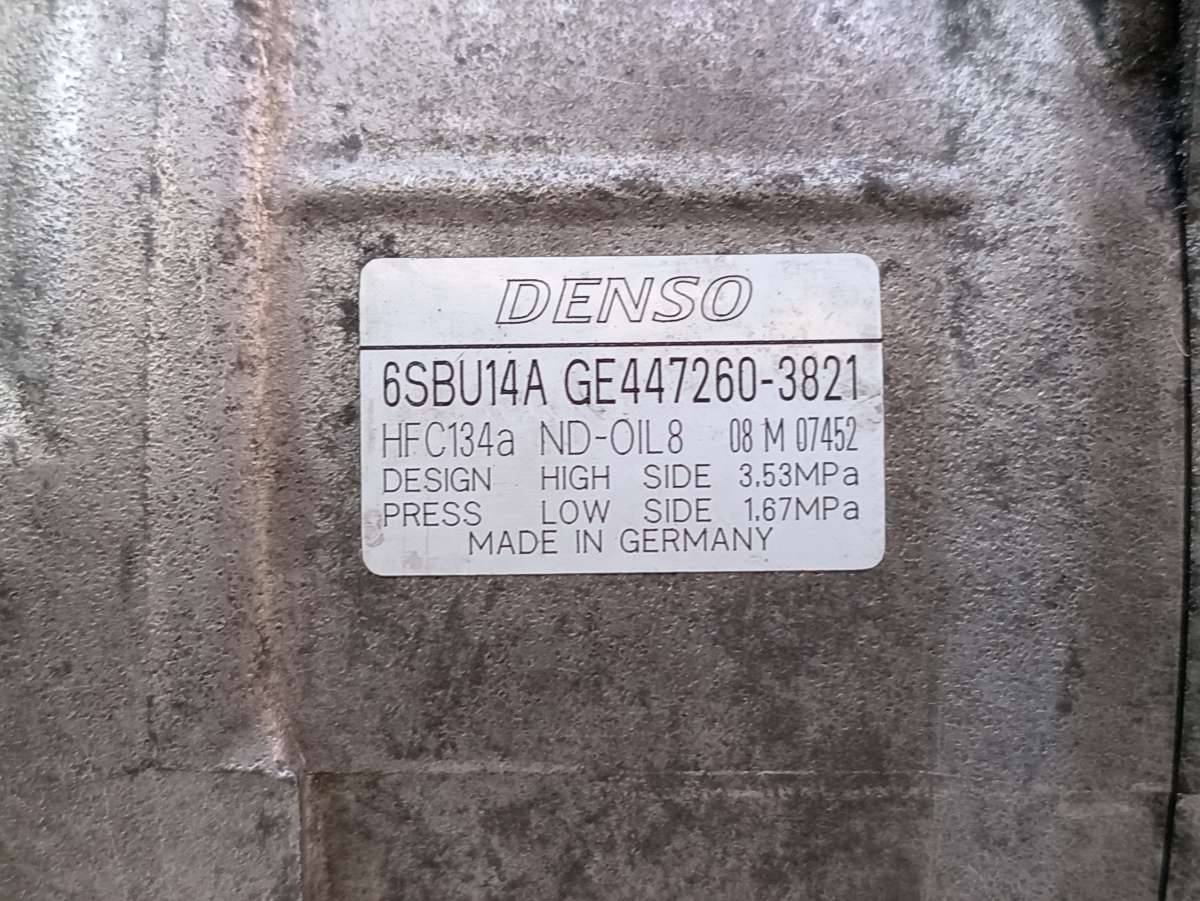 DENSO
6SBU14A GE447260-3821
HFC134a ND-OIL8 08 M 07452
DESIGN HIGH SIDE 3.53MPa
PRESS LOW SIDE 1.67MPa
MADE IN GERMANY